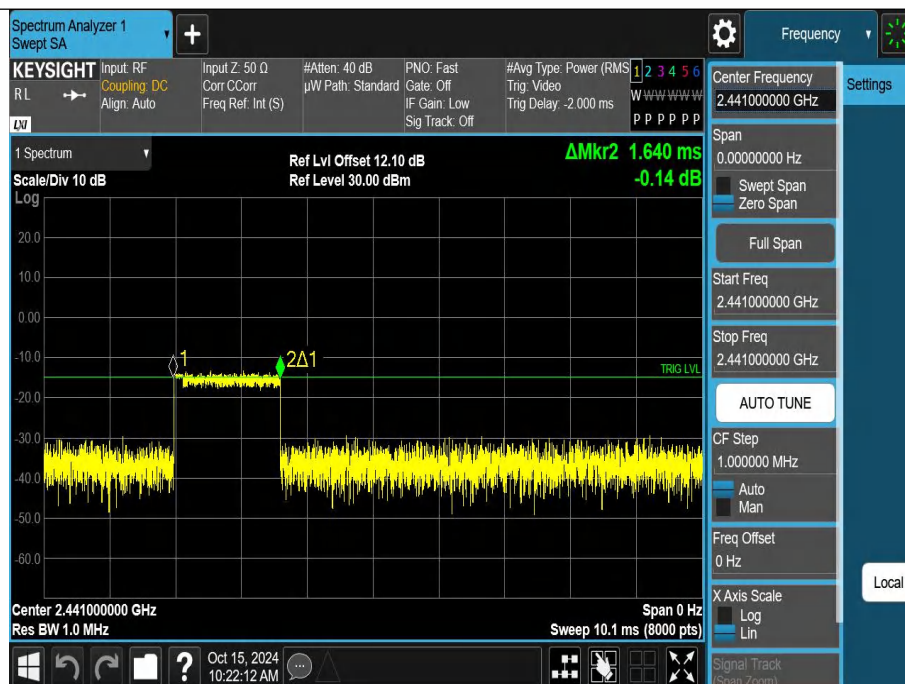 Spectrum Analyzer 1
Swept SA
Frequency
KEYSIGHT
RL
LXI
Input: RF
Coupling: DC
Align: Auto
Input Z: 50 Ω
Corr CCorr
Freq Ref: Int (S)
#Atten: 40 dB
µW Path: Standard
PNO: Fast
Gate: Off
IF Gain: Low
Sig Track: Off
#Avg Type: Power (RMS
Trig: Video
Trig Delay: -2.000 ms
1 2 3 4 5 6
W W W W W W
P P P P P P
1 Spectrum
Scale/Div 10 dB
Log
Ref Lvl Offset 12.10 dB
Ref Level 30.00 dBm
ΔMkr2 1.640 ms
-0.14 dB
20.0
10.0
0.00
-10.0
-20.0
-30.0
-40.0
-50.0
-60.0
1
2Δ1
TRIG LVL
Center 2.441000000 GHz
Res BW 1.0 MHz
Span 0 Hz
Sweep 10.1 ms (8000 pts)
Center Frequency
2.441000000 GHz
Settings
Span
0.00000000 Hz
Swept Span
Zero Span
Full Span
Start Freq
2.441000000 GHz
Stop Freq
2.441000000 GHz
AUTO TUNE
CF Step
1.000000 MHz
Auto
Man
Freq Offset
0 Hz
X Axis Scale
Log
Lin
Signal Track
(Span Zoom)
Local
?
Oct 15, 2024
10:22:12 AM